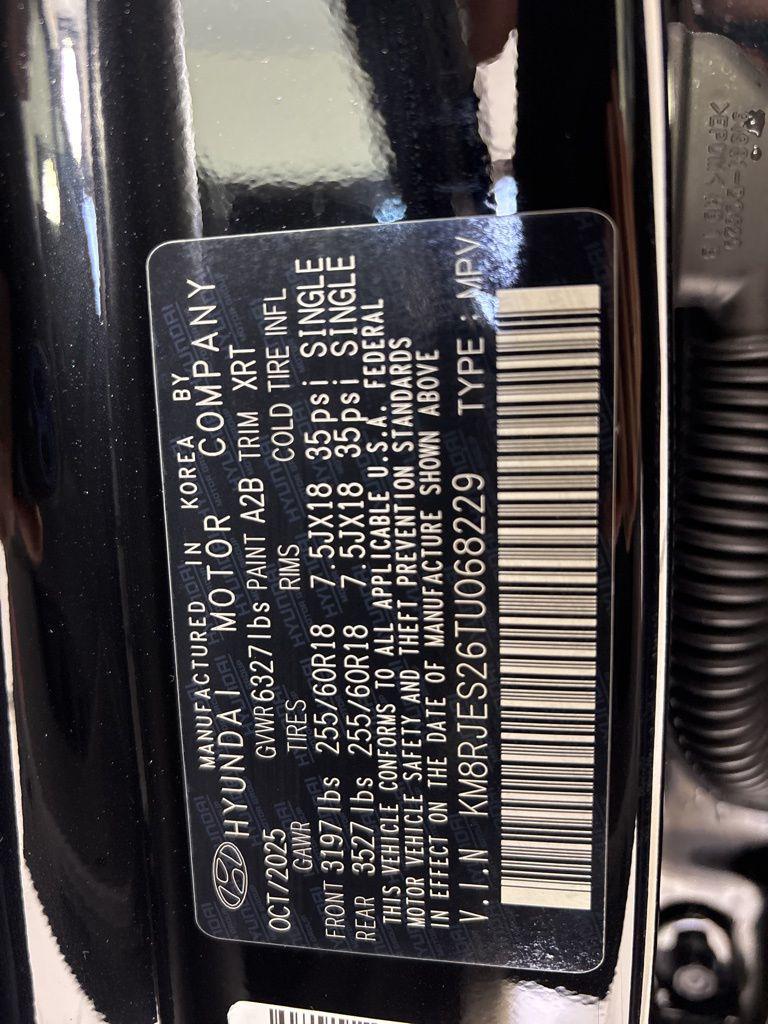 MANUFACTURED IN KOREA BY
HYUNDAI MOTOR COMPANY
OCT/2025 GVWR 6327lbs PAINT A2B TRIM XRT
GAWR TIRES RIMS COLD TIRE INFL
FRONT 3197lbs 255/60R18 7.5JX18 35psi SINGLE
REAR 3527lbs 255/60R18 7.5JX18 35psi SINGLE
THIS VEHICLE CONFORMS TO ALL APPLICABLE U.S.A. FEDERAL
MOTOR VEHICLE SAFETY AND THEFT PREVENTION STANDARDS
IN EFFECT ON THE DATE OF MANUFACTURE SHOWN ABOVE
V.I.N KM8RJES26TU068229 TYPE : MPV